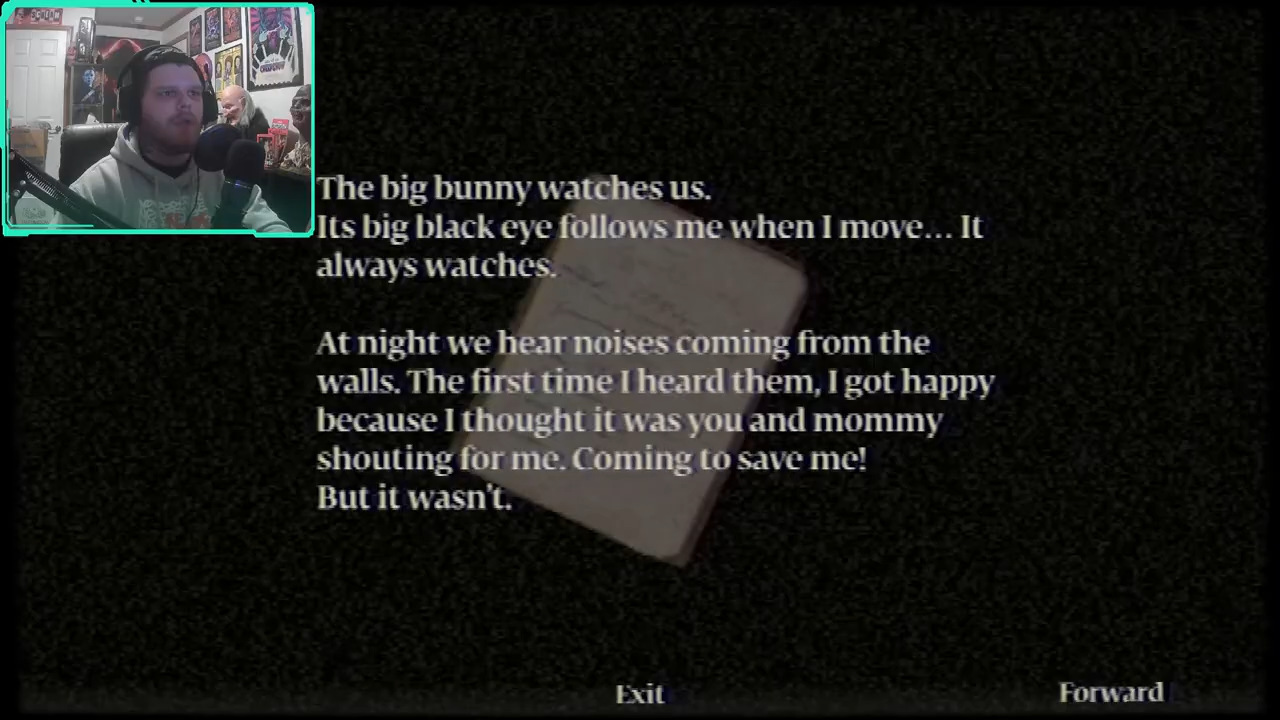 The big bunny watches us.
Its big black eye follows me when I move... It
always watches.
At night we hear noises coming from the
walls. The first time I heard them, I got happy
because I thought it was you and mommy
shouting for me. Coming to save me!
But it wasn't.
Exit
Forward